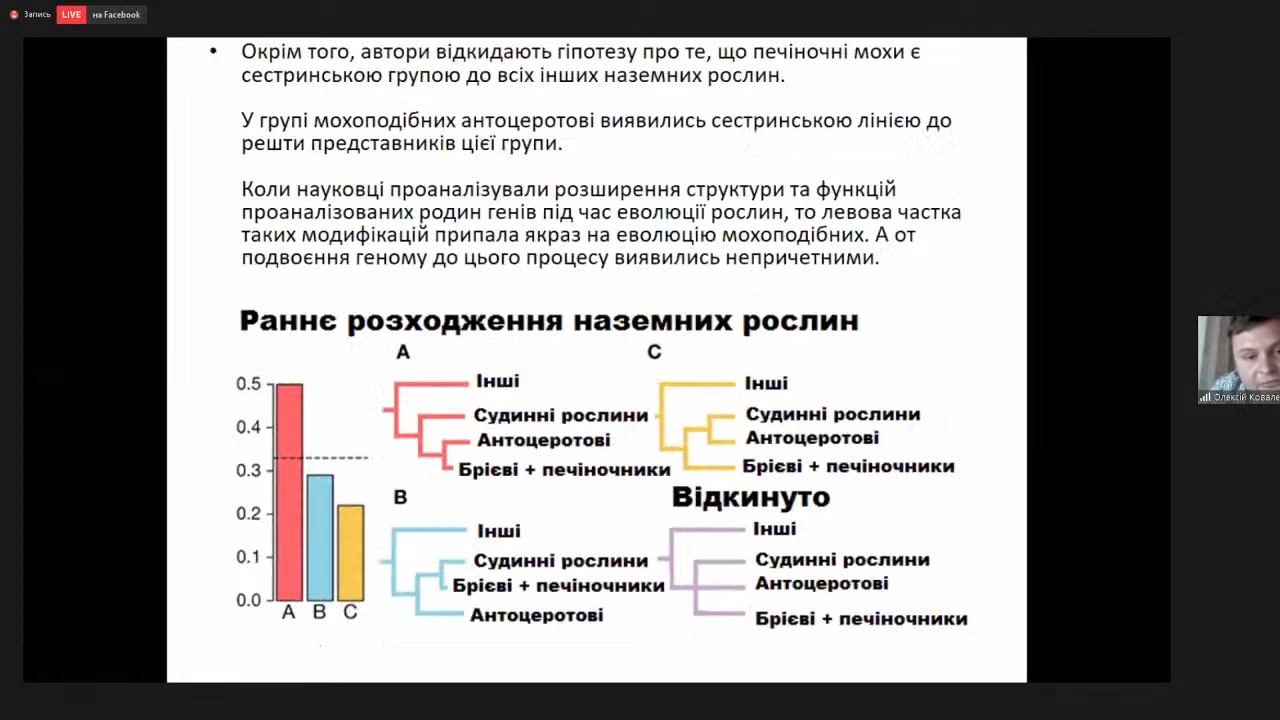 Запись LIVE на Facebook
• Окрім того, автори відкидають гіпотезу про те, що печіночні мохи є
сестринською групою до всіх інших наземних рослин.
У групі мохоподібних антоцеротові виявились сестринською лінією до
решти представників цієї групи.
Коли науковці проаналізували розширення структури та функцій
проаналізованих родин генів під час еволюції рослин, то левова частка
таких модифікацій припала якраз на еволюцію мохоподібних. А от
подвоєння геному до цього процесу виявились непричетними.
Раннє розходження наземних рослин
0.5
0.4
0.3
0.2
0.1
0.0
A B C
A
Інші
Судинні рослини
Антоцеротові
Брієві + печіночники
B
Інші
Судинні рослини
Брієві + печіночники
Антоцеротові
C
Інші
Судинні рослини
Антоцеротові
Брієві + печіночники
Відкинуто
Інші
Судинні рослини
Антоцеротові
Брієві + печіночники
Олексій Ковале